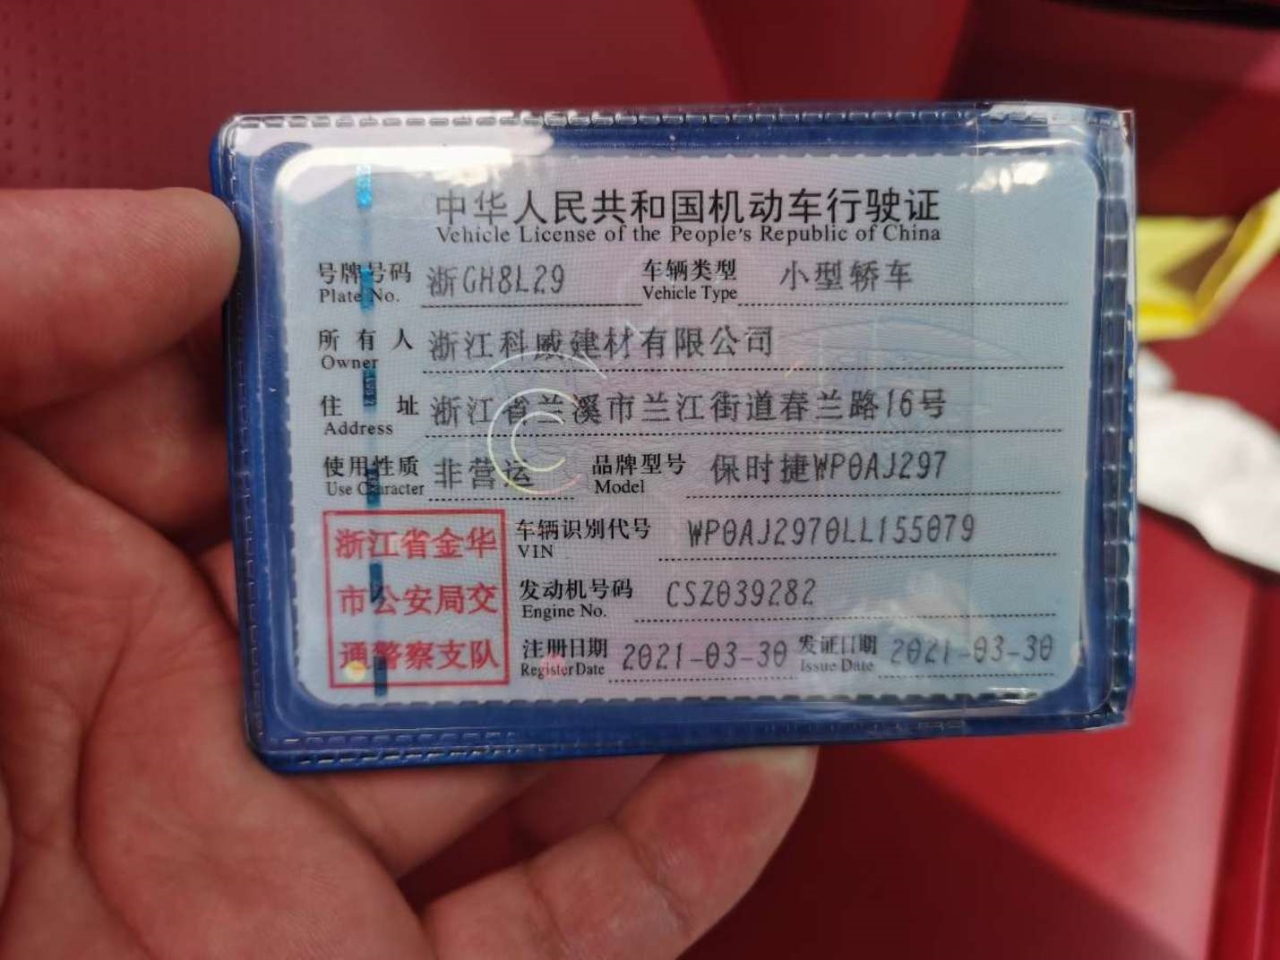 中华人民共和国机动车行驶证
Vehicle License of the People's Republic of China
号牌号码 浙GH8L29 车辆类型 小型轿车
Plate No. Vehicle Type
所有人 浙江科威建材有限公司
Owner
住址 浙江省兰溪市兰江街道春兰路16号
Address
使用性质 非营运 品牌型号 保时捷WP0AJ297
Use Character Model
车辆识别代号 WP0AJ2970LL155079
VIN
发动机号码 CSZ039282
Engine No.
注册日期 2021-03-30 发证日期 2021-03-30
Register Date Issue Date
浙江省金华
市公安局交
通警察支队